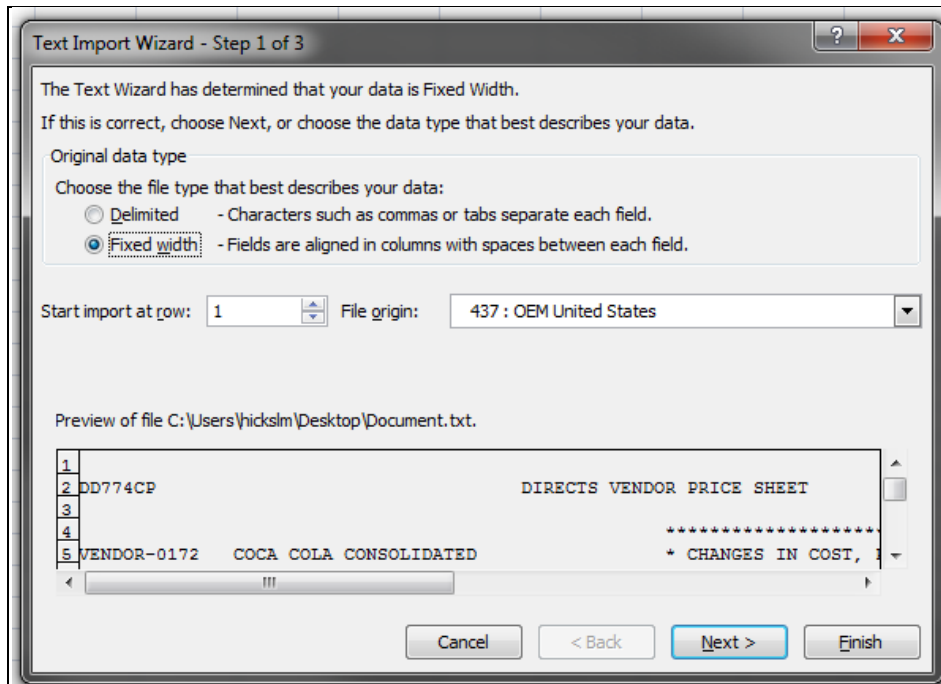 Text Import Wizard - Step 1 of 3
The Text Wizard has determined that your data is Fixed Width.
If this is correct, choose Next, or choose the data type that best describes your data.
Original data type
Choose the file type that best describes your data:
Delimited - Characters such as commas or tabs separate each field.
Fixed width - Fields are aligned in columns with spaces between each field.
Start import at row: 1 File origin: 437 : OEM United States
Preview of file C:\Users\hickslm\Desktop\Document.txt.
1
2 DD774CP DIRECTS VENDOR PRICE SHEET
3
4 ********************
5 VENDOR-0172 COCA COLA CONSOLIDATED * CHANGES IN COST,
Cancel < Back Next > Finish